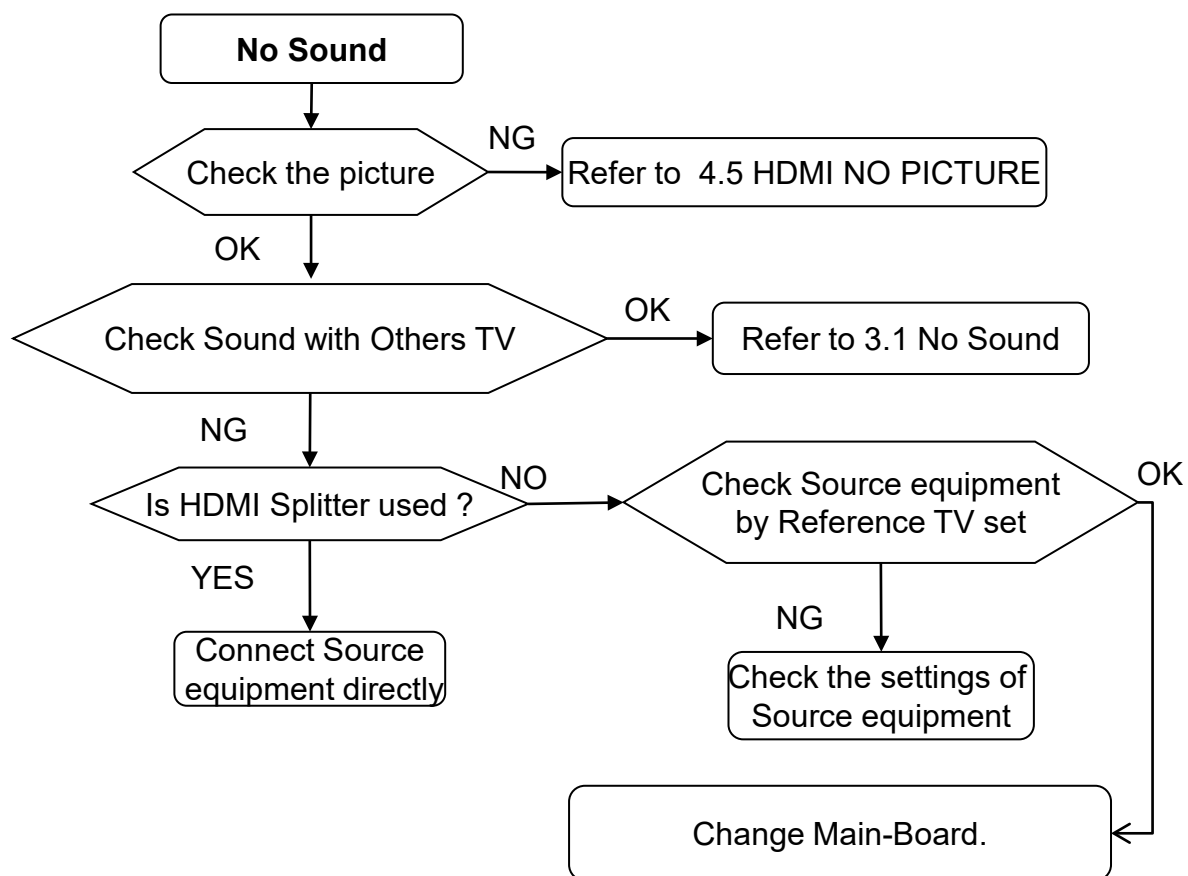 No Sound
Check the picture
NG
Refer to  4.5 HDMI NO PICTURE
OK
Check Sound with Others TV
OK
Refer to 3.1 No Sound
NG
Is HDMI Splitter used ?
NO
Check Source equipment
by Reference TV set
OK
YES
Connect Source
equipment directly
NG
Check the settings of
Source equipment
Change Main-Board.